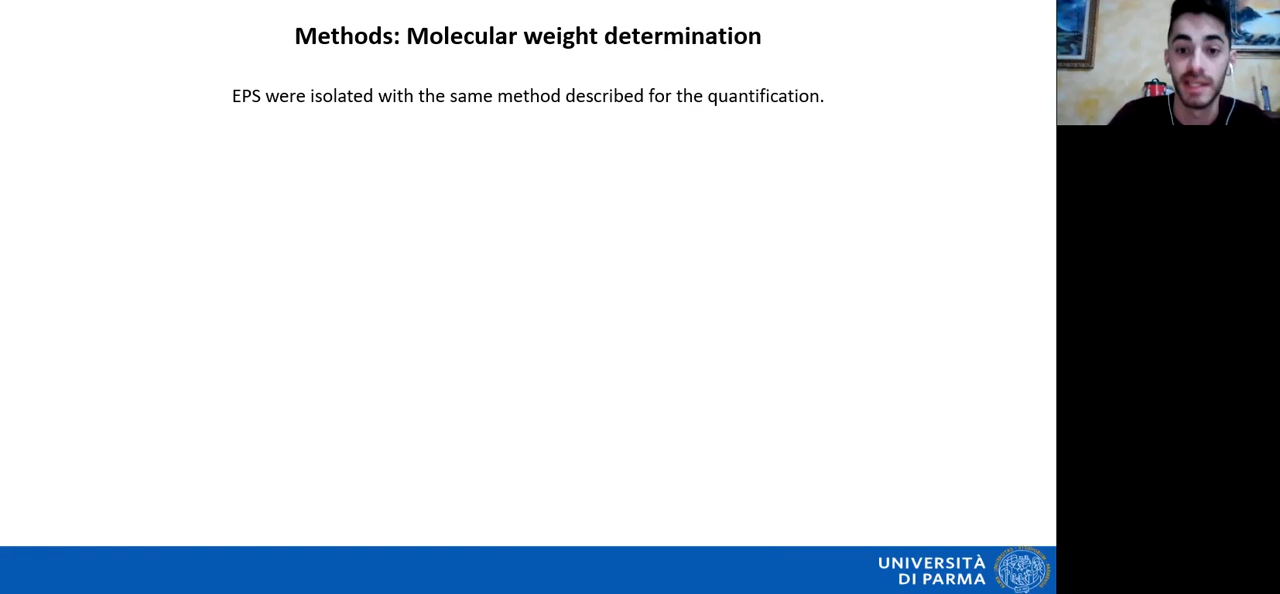 Methods: Molecular weight determination
EPS were isolated with the same method described for the quantification.
UNIVERSITÀ
DI PARMA